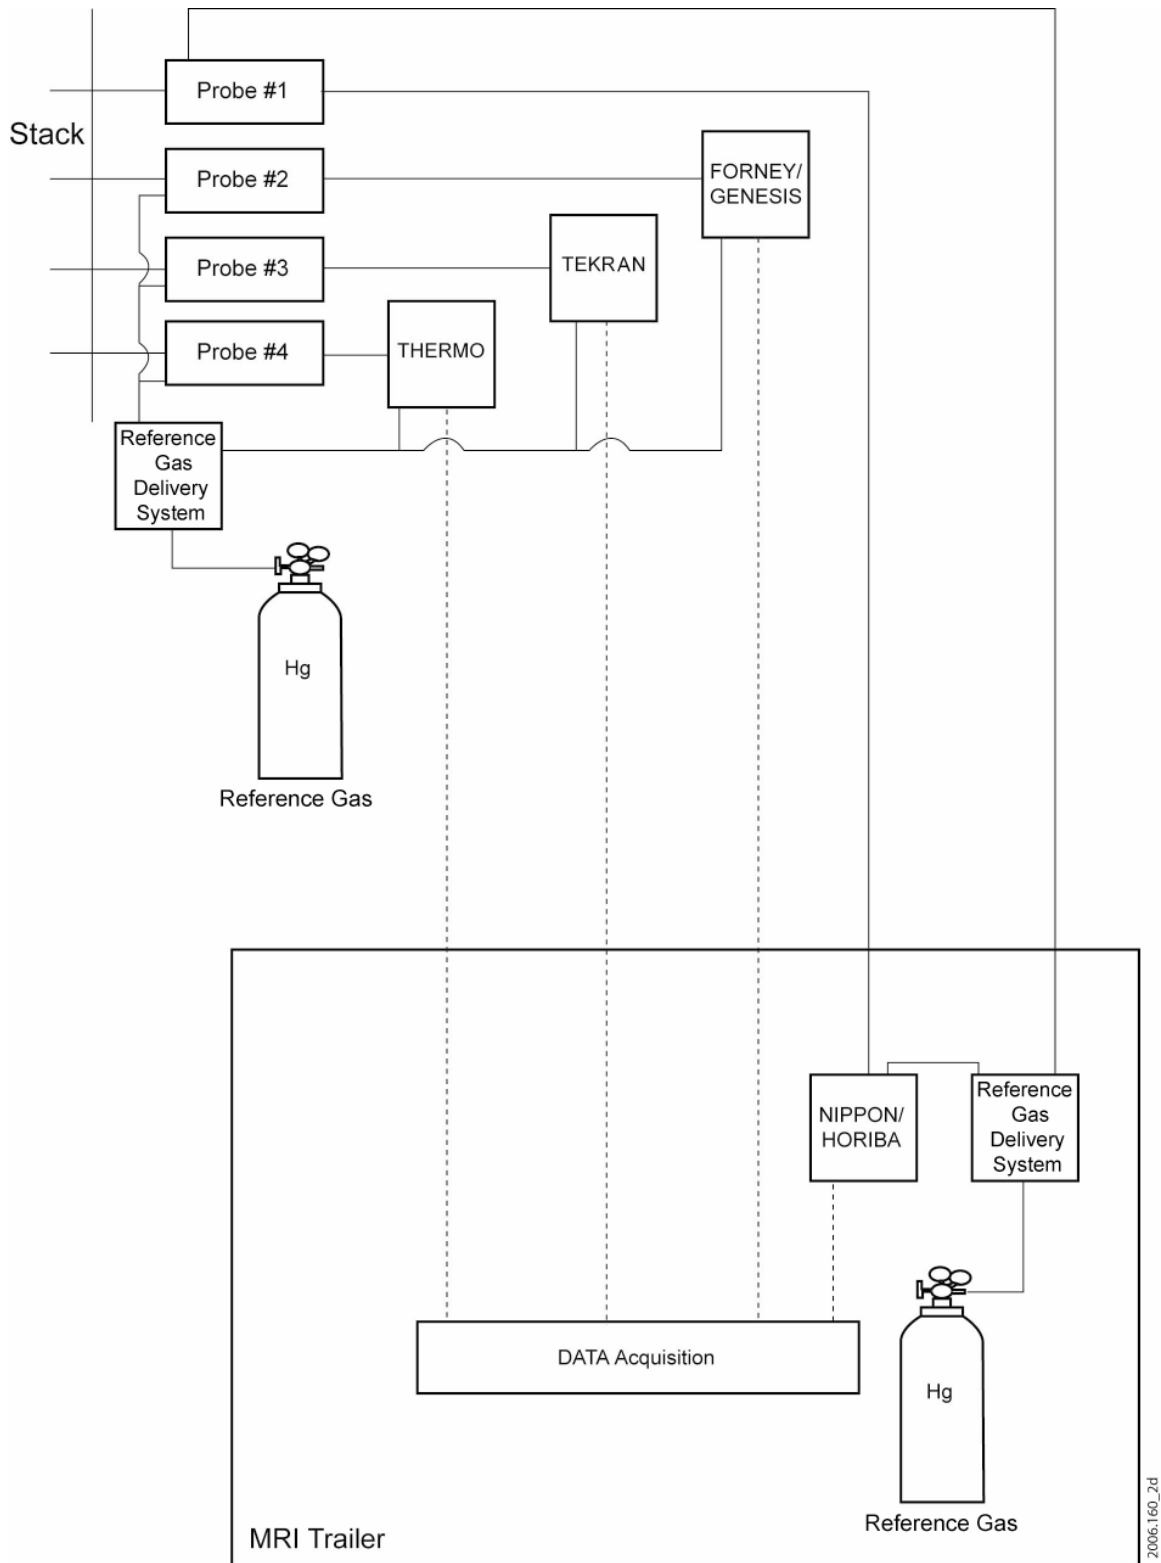 Probe #1
Stack
Probe #2
FORNEY/
GENESIS
Probe #3
TEKRAN
Probe #4
THERMO
Reference
Gas
Delivery
System
Hg
Reference Gas
NIPPON/
HORIBA
Reference
Gas
Delivery
System
DATA Acquisition
Hg
Reference Gas
MRI Trailer
2006.160_2d